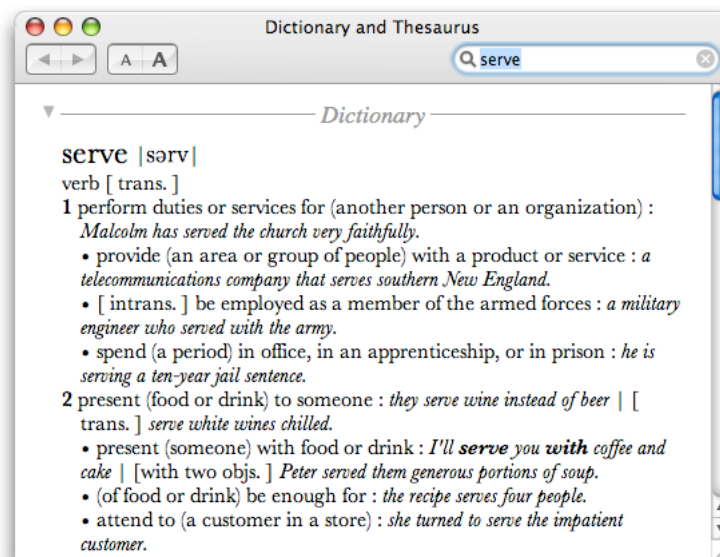 Dictionary and Thesaurus
A A
serve
Dictionary
serve |sərv|
verb [ trans. ]
1 perform duties or services for (another person or an organization) :
Malcolm has served the church very faithfully.
• provide (an area or group of people) with a product or service : a
telecommunications company that serves southern New England.
• [ intrans. ] be employed as a member of the armed forces : a military
engineer who served with the army.
• spend (a period) in office, in an apprenticeship, or in prison : he is
serving a ten-year jail sentence.
2 present (food or drink) to someone : they serve wine instead of beer | [
trans. ] serve white wines chilled.
• present (someone) with food or drink : I'll serve you with coffee and
cake | [with two objs. ] Peter served them generous portions of soup.
• (of food or drink) be enough for : the recipe serves four people.
• attend to (a customer in a store) : she turned to serve the impatient
customer.